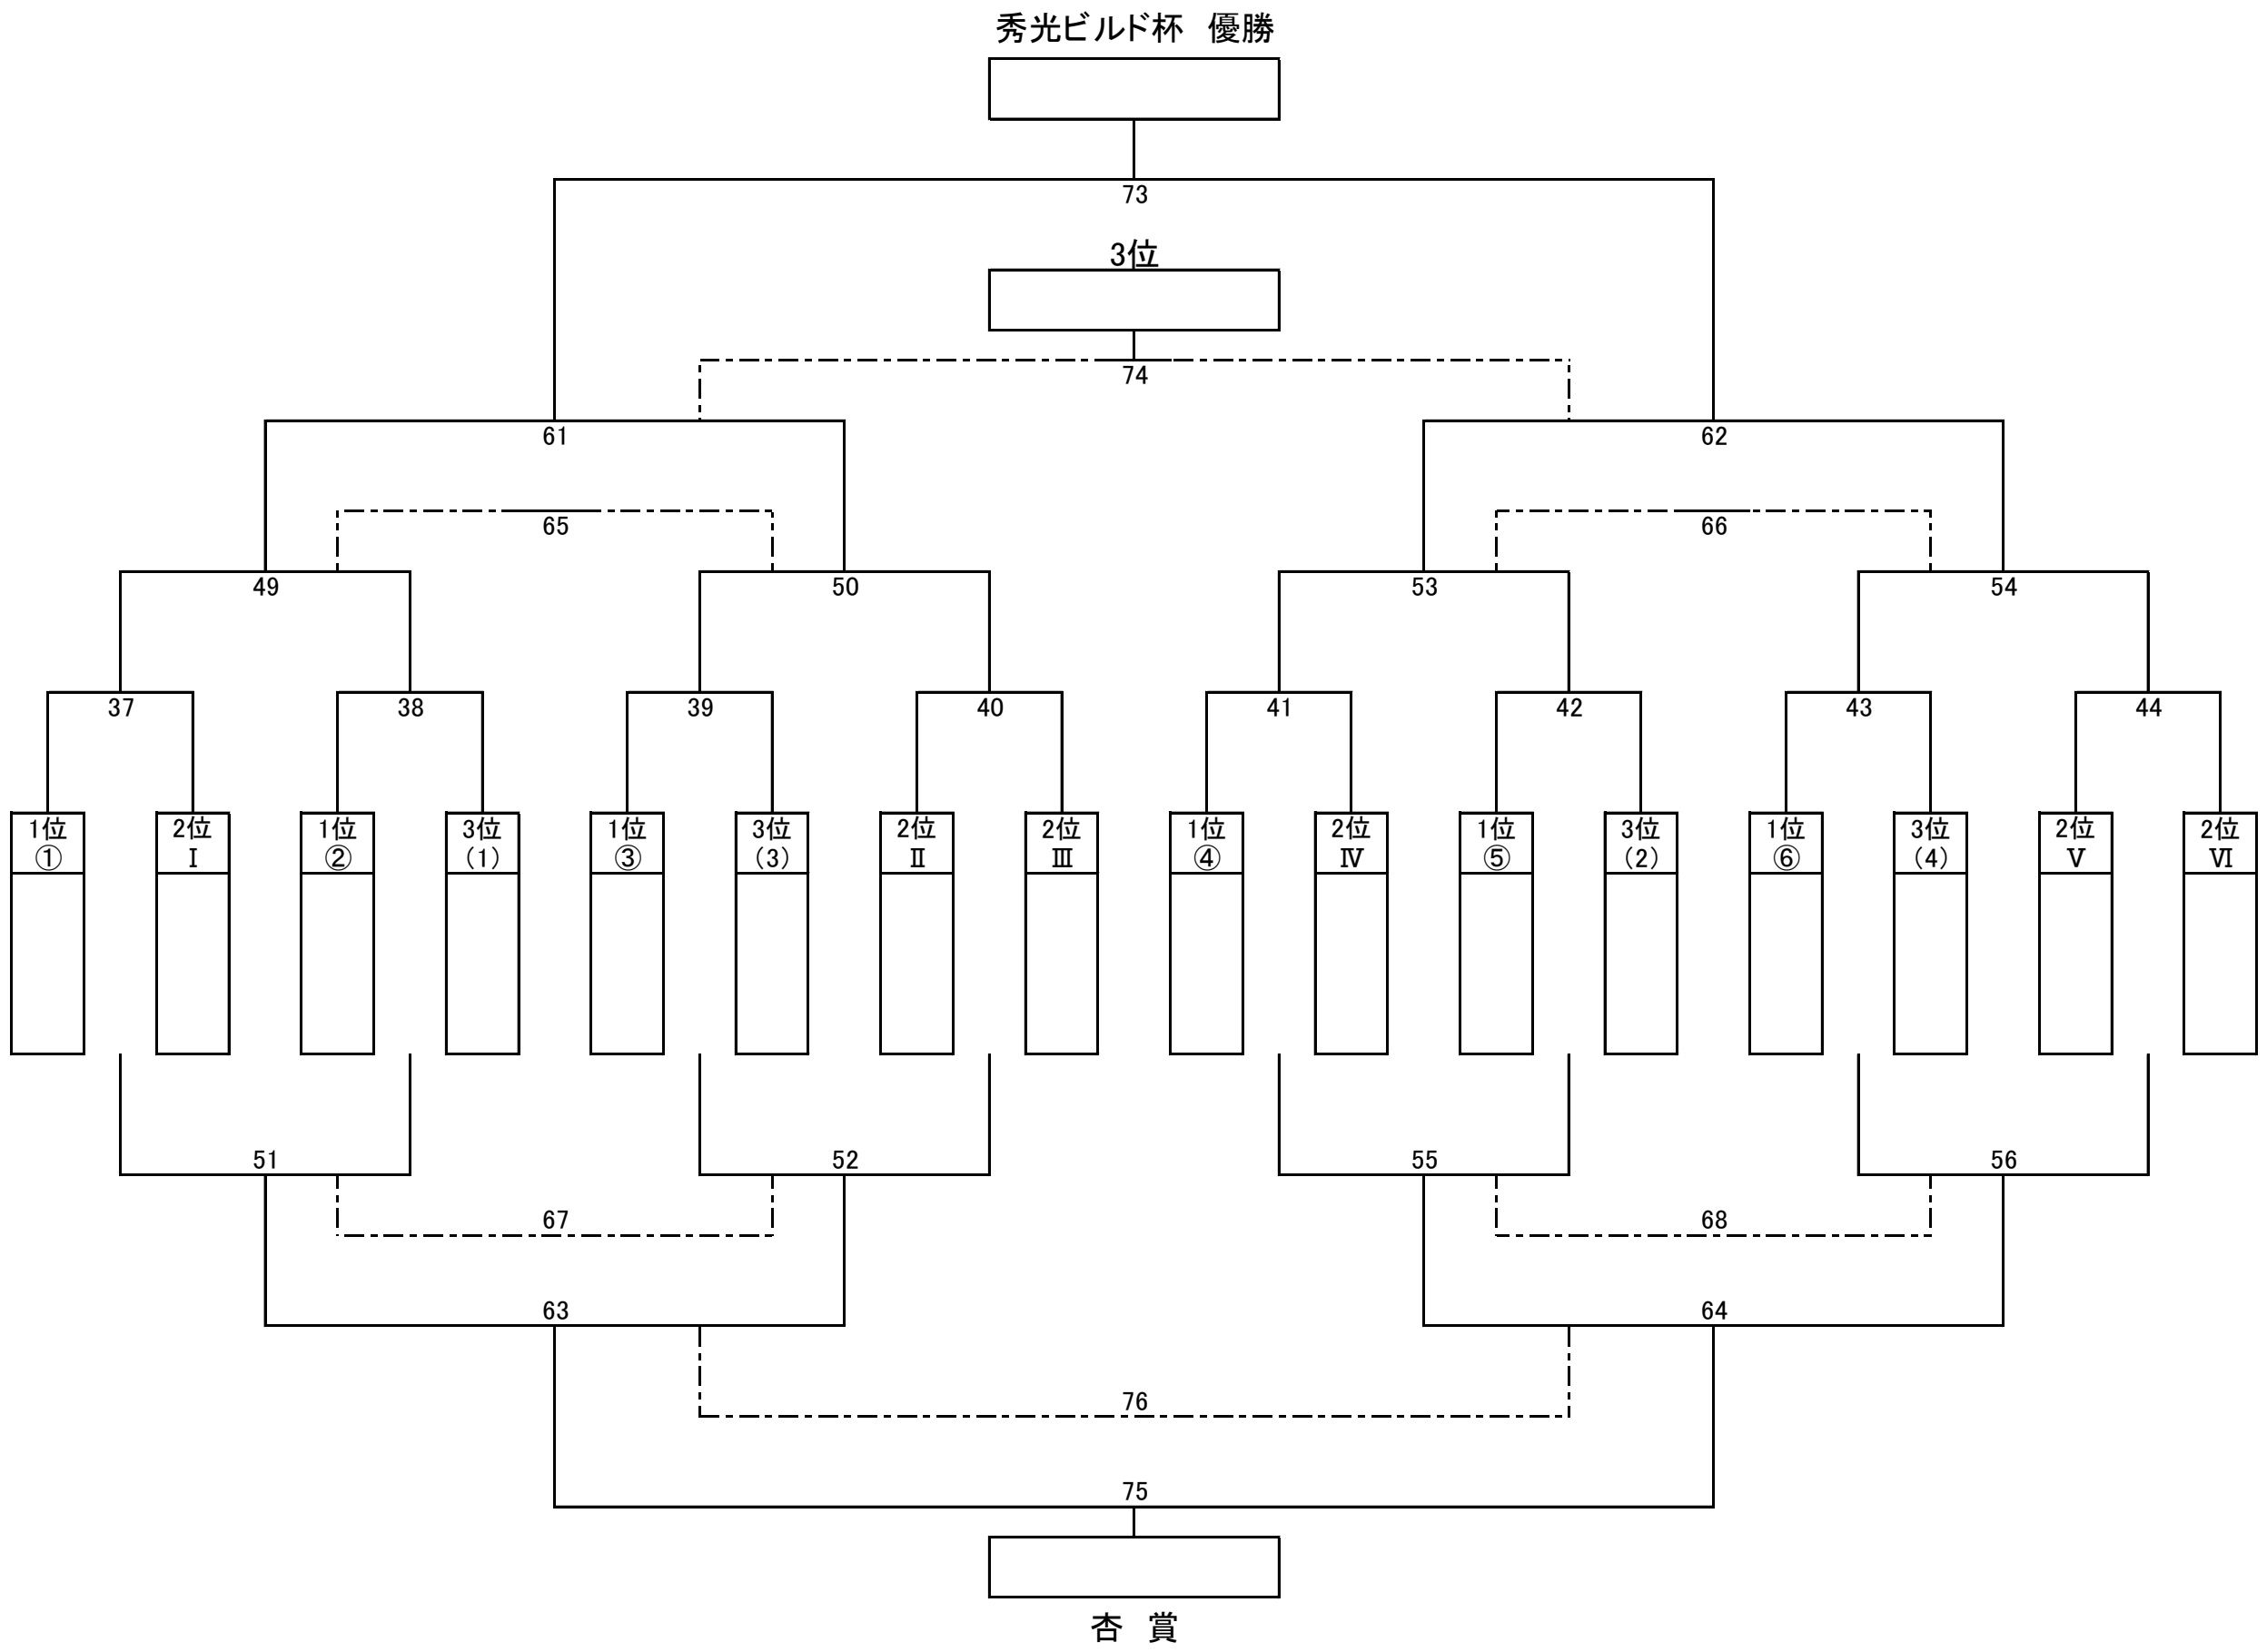 秀光ビルド杯　優勝
73
3位
74
61 62
65 66
49 50 53 54
37 38 39 40 41 42 43 44
1位 2位 1位 3位 1位 3位 2位 2位 1位 2位 1位 3位 1位 3位 2位 2位
① Ⅰ ② (1) ③ (3) Ⅱ Ⅲ ④ Ⅳ ⑤ (2) ⑥ (4) Ⅴ Ⅵ
51 52 55 56
67 68
63 64
76
75
杏　賞